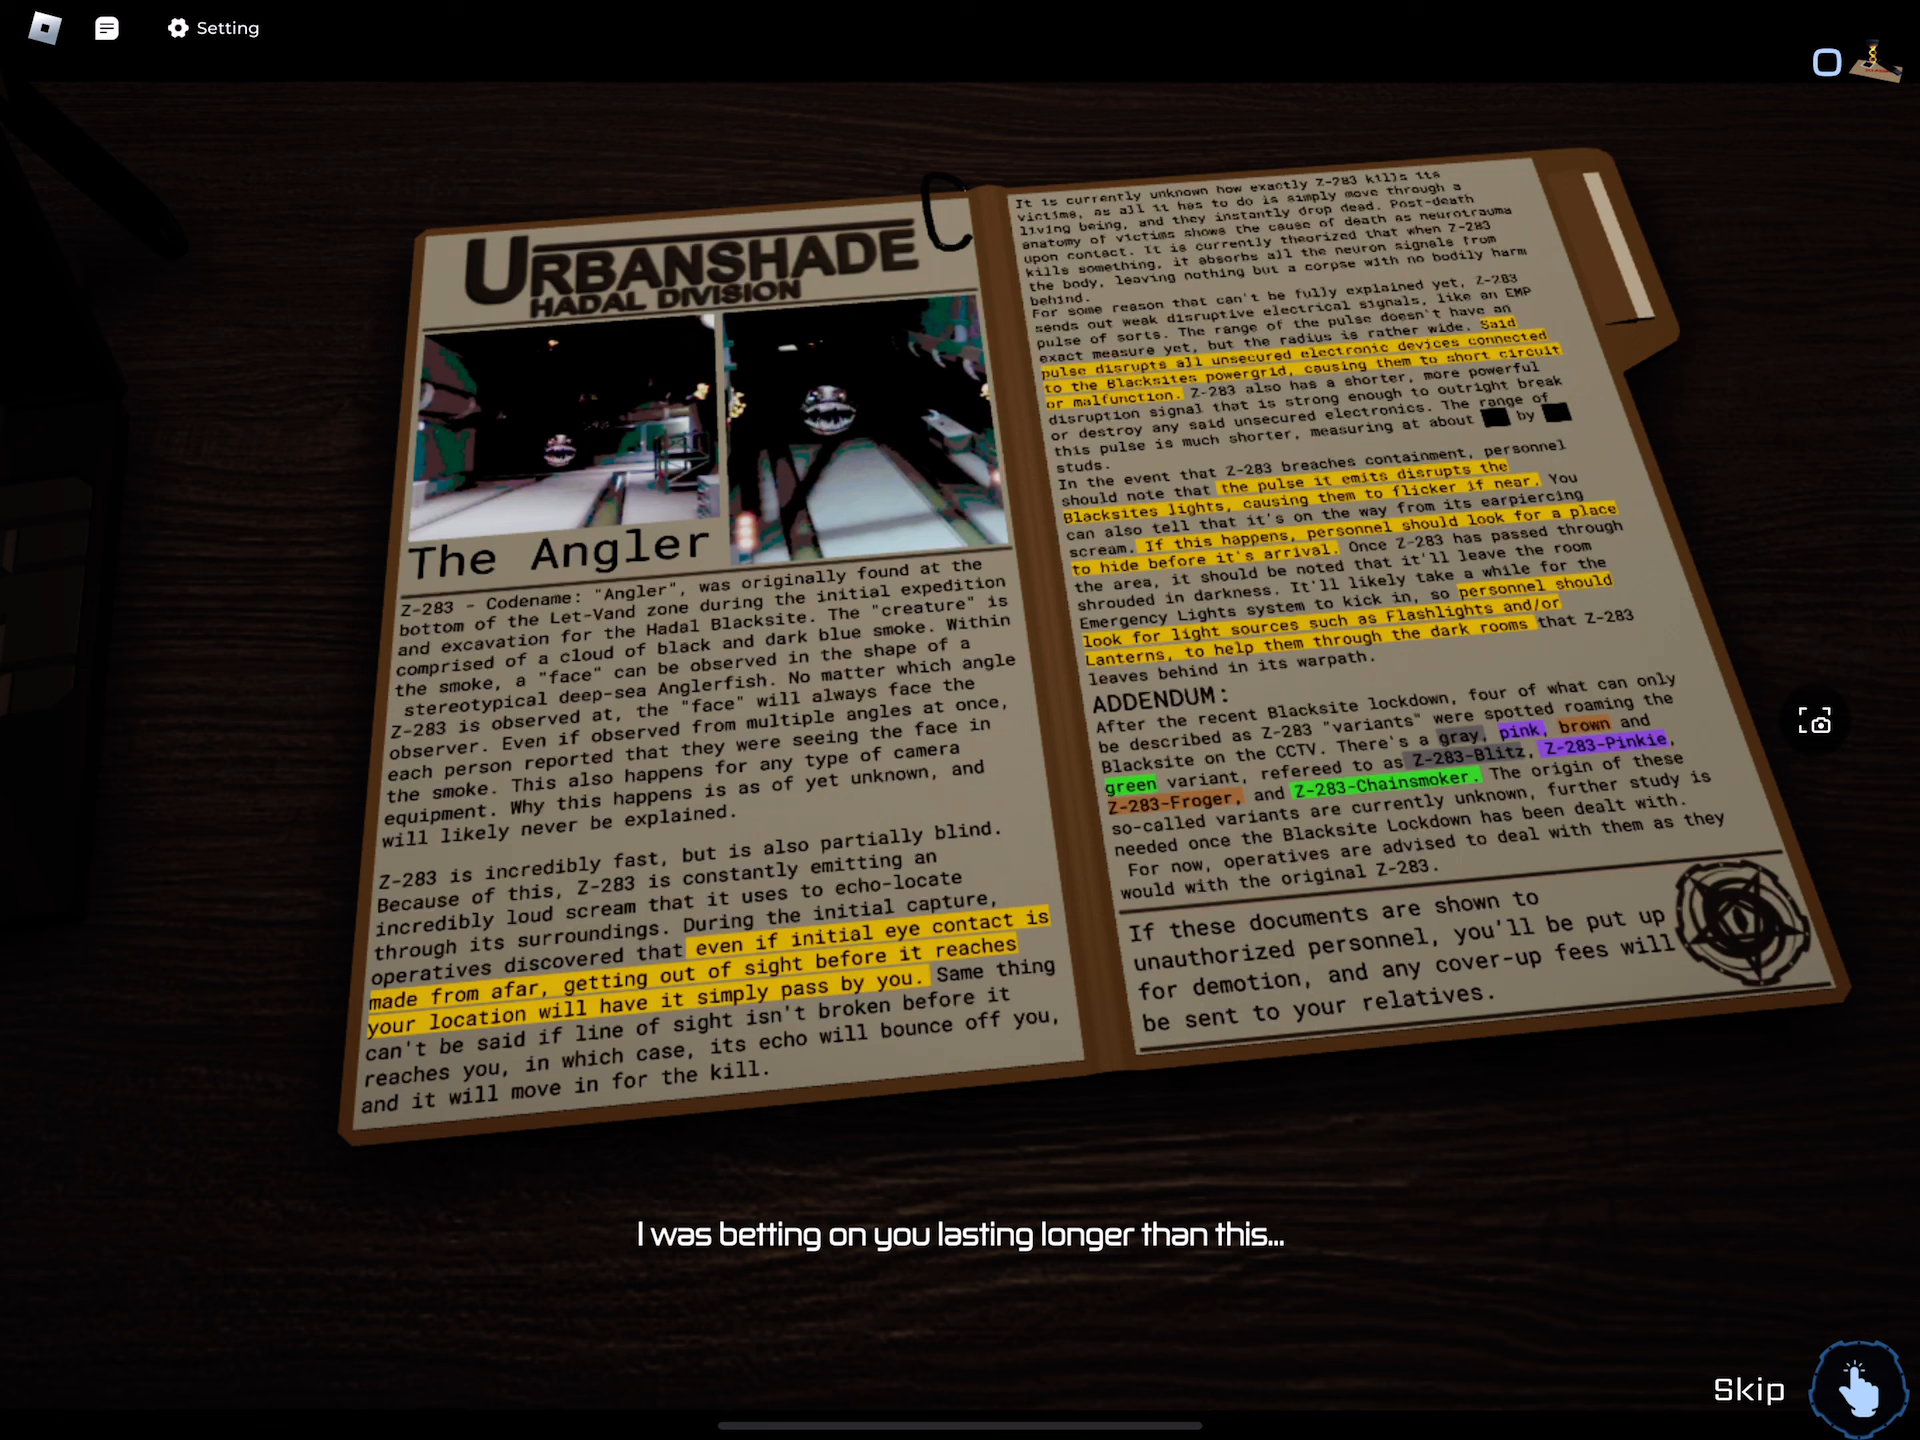 Setting
URBANSHADE
HADAL DIVISION
The Angler
Z-283 - Codename: "Angler", was originally found at the
bottom of the Let-Vand zone during the initial expedition
and excavation for the Hadal Blacksite. The "creature" is
comprised of a cloud of black and dark blue smoke. Within
the smoke, a "face" can be observed in the shape of a
stereotypical deep-sea Anglerfish. No matter which angle
Z-283 is observed at, the "face" will always face the
observer. Even if observed from multiple angles at once,
each person reported that they were seeing the face in
the smoke. This also happens for any type of camera
equipment. Why this happens is as of yet unknown, and
will likely never be explained.
Z-283 is incredibly fast, but is also partially blind.
Because of this, Z-283 is constantly emitting an
incredibly loud scream that it uses to echo-locate
through its surroundings. During the initial capture,
operatives discovered that even if initial eye contact is
made from afar, getting out of sight before it reaches
your location will have it simply pass by you. Same thing
can't be said if line of sight isn't broken before it
reaches you, in which case, its echo will bounce off you,
and it will move in for the kill.
It is currently unknown how exactly Z-283 kills its
victims, as all it has to do is simply move through a
living being, and they instantly drop dead. Post-death
anatomy of victims shows the cause of death as neurotrauma
upon contact. It is currently theorized that when Z-283
kills something, it absorbs all the neuron signals from
the body, leaving nothing but a corpse with no bodily harm
behind.
For some reason that can't be fully explained yet, Z-283
sends out weak disruptive electrical signals, like an EMP
pulse of sorts. The range of the pulse doesn't have an
exact measure yet, but the radius is rather wide. Said
pulse disrupts all unsecured electronic devices connected
to the Blacksites powergrid, causing them to short circuit
or malfunction. Z-283 also has a shorter, more powerful
disruption signal that is strong enough to outright break
or destroy any said unsecured electronics. The range of
this pulse is much shorter, measuring at about by
studs.
In the event that Z-283 breaches containment, personnel
should note that the pulse it emits disrupts the
Blacksites lights, causing them to flicker if near. You
can also tell that it's on the way from its earpiercing
scream. If this happens, personnel should look for a place
to hide before it's arrival. Once Z-283 has passed through
the area, it should be noted that it'll leave the room
shrouded in darkness. It'll likely take a while for the
Emergency Lights system to kick in, so personnel should
look for light sources such as Flashlights and/or
Lanterns, to help them through the dark rooms that Z-283
leaves behind in its warpath.
ADDENDUM:
After the recent Blacksite lockdown, four of what can only
be described as Z-283 "variants" were spotted roaming the
Blacksite on the CCTV. There's a gray, pink, brown and
green variant, refereed to as Z-283-Blitz, Z-283-Pinkie,
Z-283-Froger, and Z-283-Chainsmoker. The origin of these
so-called variants are currently unknown, further study is
needed once the Blacksite Lockdown has been dealt with.
For now, operatives are advised to deal with them as they
would with the original Z-283.
If these documents are shown to
unauthorized personnel, you'll be put up
for demotion, and any cover-up fees will
be sent to your relatives.
I was betting on you lasting longer than this...
Skip